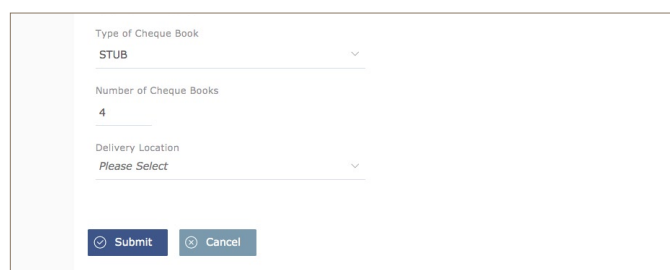 Type of Cheque Book
STUB
Number of Cheque Books
4
Delivery Location
Please Select
Submit Cancel